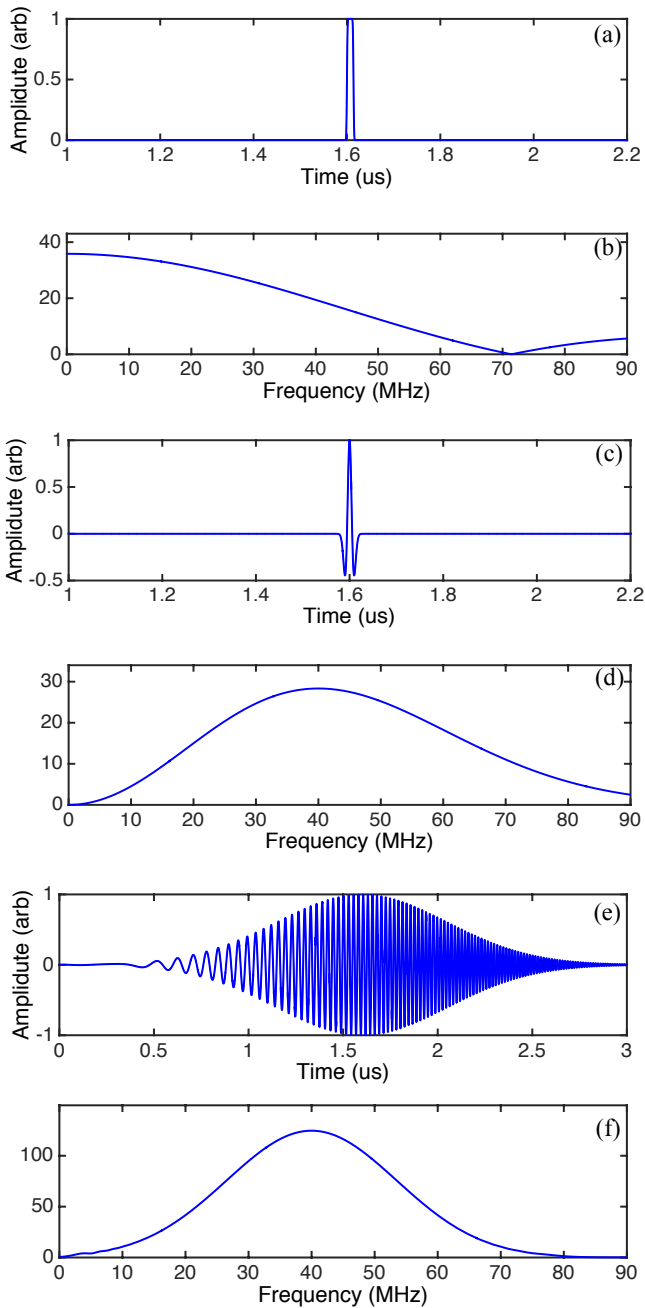 (a)
Amplidute (arb)
1
0.5
0
1 1.2 1.4 1.6 1.8 2 2.2
Time (us)
(b)
40
20
0
0 10 20 30 40 50 60 70 80 90
Frequency (MHz)
(c)
Amplidute (arb)
1
0.5
0
-0.5
1 1.2 1.4 1.6 1.8 2 2.2
Time (us)
(d)
30
20
10
0
0 10 20 30 40 50 60 70 80 90
Frequency (MHz)
(e)
Amplidute (arb)
1
0
-1
0 0.5 1 1.5 2 2.5 3
Time (us)
(f)
100
50
0
0 10 20 30 40 50 60 70 80 90
Frequency (MHz)